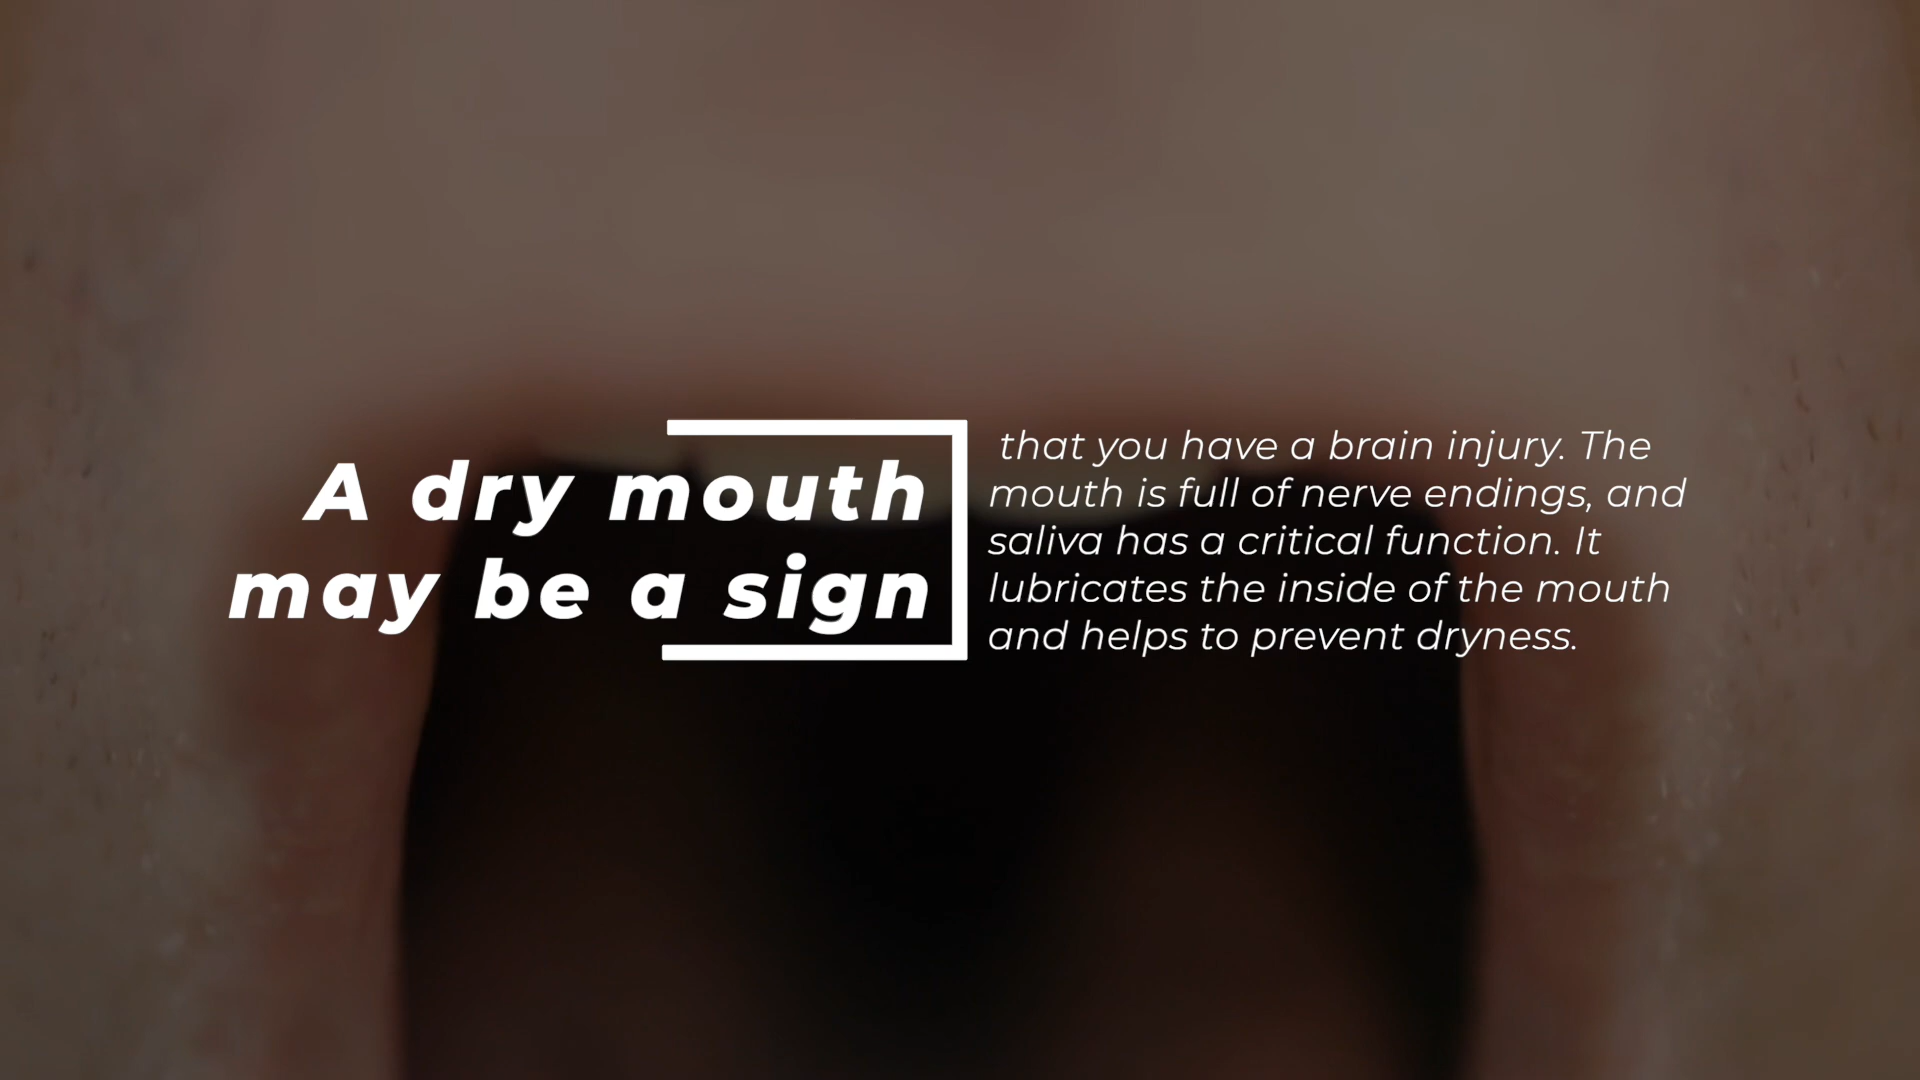 A dry mouth
may be a sign
that you have a brain injury. The
mouth is full of nerve endings, and
saliva has a critical function. It
lubricates the inside of the mouth
and helps to prevent dryness.